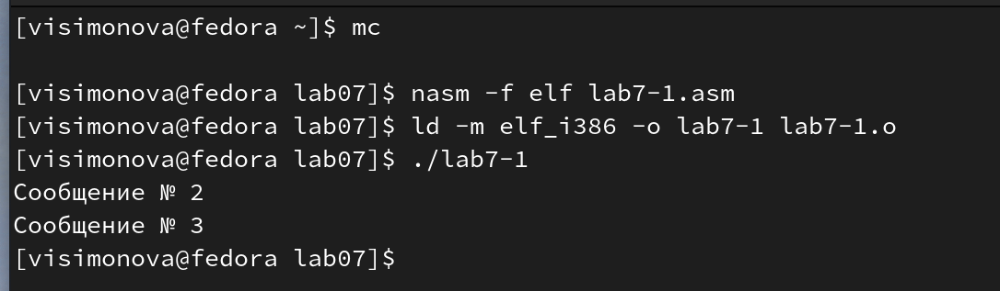 [visimonova@fedora ~]$ mc
[visimonova@fedora lab07]$ nasm -f elf lab7-1.asm
[visimonova@fedora lab07]$ ld -m elf_i386 -o lab7-1 lab7-1.o
[visimonova@fedora lab07]$ ./lab7-1
Сообщение № 2
Сообщение № 3
[visimonova@fedora lab07]$